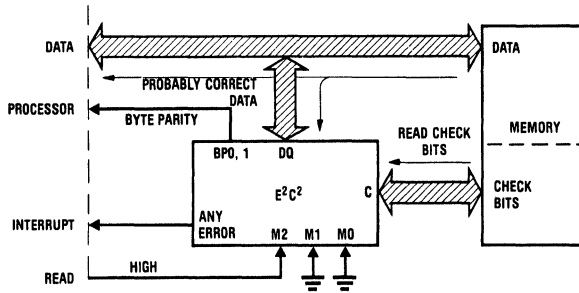 DATA
DATA
PROBABLY CORRECT
DATA
PROCESSOR
BYTE PARITY
READ CHECK
BITS
MEMORY
BP0, 1
DQ
E²C²
C
CHECK
BITS
INTERRUPT
ANY
ERROR
M2
M1
M0
READ
HIGH